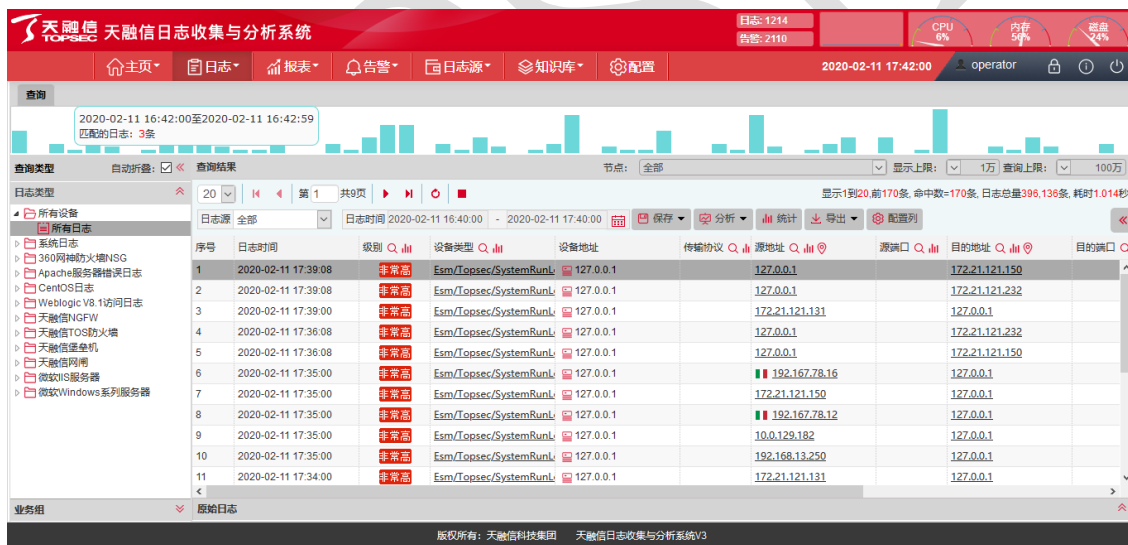 天融信 TOPSEC 天融信日志收集与分析系统 日志: 1214 CPU 6% 内存 56% 磁盘 24%
告警: 2110
主页 日志 报表 告警 日志源 知识库 配置 2020-02-11 17:42:00 operator
查询
2020-02-11 16:42:00至2020-02-11 16:42:59
匹配的日志: 3条
查询类型 自动折叠: 查询结果 节点: 全部 显示上限: 1万 查询上限: 100万
日志类型 20 第 1 共9页 显示1到20,前170条, 命中数=170条, 日志总量396,136条, 耗时1.014秒
所有设备
所有日志
系统日志
360网神防火墙NSG
Apache服务器错误日志
CentOS日志
Weblogic V8.1访问日志
天融信NGFW
天融信TOS防火墙
天融信堡垒机
天融信网闸
微软IIS服务器
微软Windows系列服务器
日志源 全部 日志时间 2020-02-11 16:40:00 - 2020-02-11 17:40:00 保存 分析 统计 导出 配置列
序号 日志时间 级别 设备类型 设备地址 传输协议 源地址 源端口 目的地址 目的端口
1 2020-02-11 17:39:08 非常高 Esm/Topsec/SystemRunL 127.0.0.1 127.0.0.1 172.21.121.150
2 2020-02-11 17:39:08 非常高 Esm/Topsec/SystemRunL 127.0.0.1 127.0.0.1 172.21.121.232
3 2020-02-11 17:39:00 非常高 Esm/Topsec/SystemRunL 127.0.0.1 172.21.121.131 127.0.0.1
4 2020-02-11 17:36:08 非常高 Esm/Topsec/SystemRunL 127.0.0.1 127.0.0.1 172.21.121.232
5 2020-02-11 17:36:08 非常高 Esm/Topsec/SystemRunL 127.0.0.1 127.0.0.1 172.21.121.150
6 2020-02-11 17:35:00 非常高 Esm/Topsec/SystemRunL 127.0.0.1 192.167.78.16 127.0.0.1
7 2020-02-11 17:35:00 非常高 Esm/Topsec/SystemRunL 127.0.0.1 172.21.121.150 127.0.0.1
8 2020-02-11 17:35:00 非常高 Esm/Topsec/SystemRunL 127.0.0.1 192.167.78.12 127.0.0.1
9 2020-02-11 17:35:00 非常高 Esm/Topsec/SystemRunL 127.0.0.1 10.0.129.182 127.0.0.1
10 2020-02-11 17:35:00 非常高 Esm/Topsec/SystemRunL 127.0.0.1 192.168.13.250 127.0.0.1
11 2020-02-11 17:34:00 非常高 Esm/Topsec/SystemRunL 127.0.0.1 172.21.121.131 127.0.0.1
业务组 原始日志
版权所有: 天融信科技集团 天融信日志收集与分析系统V3